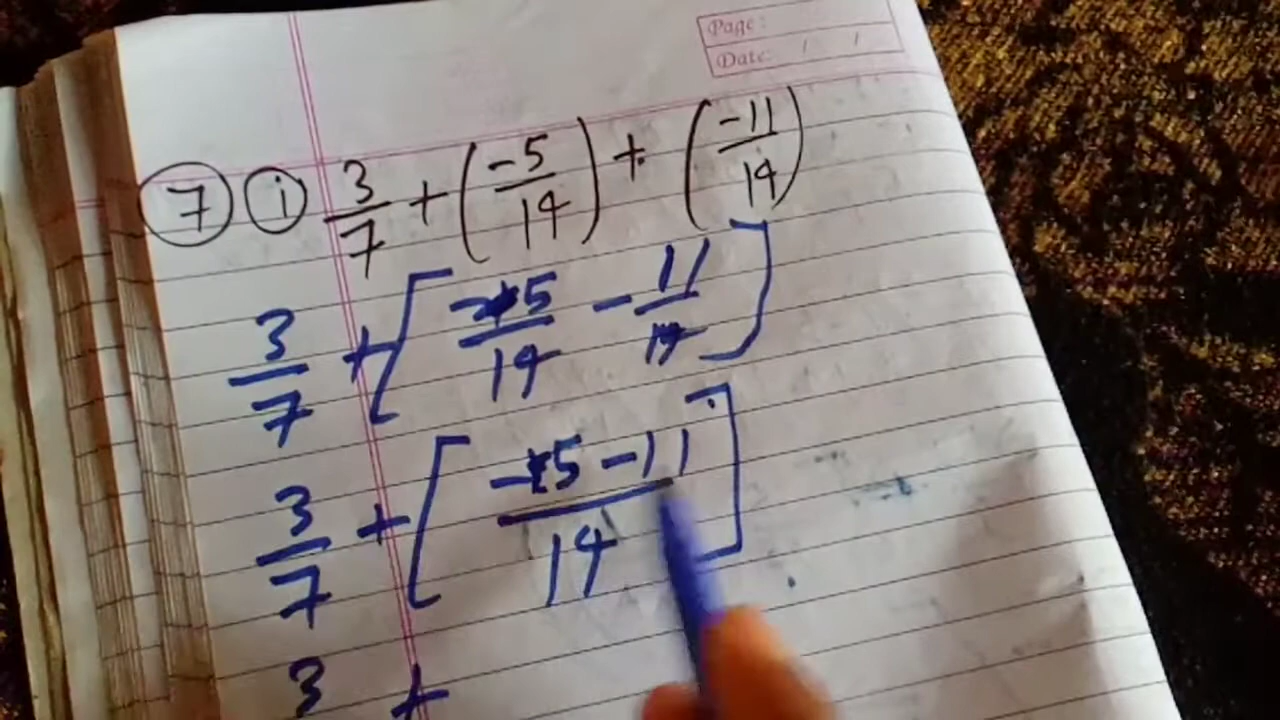 Page:
Date: / /
7 i 3/7 + (-5/14) + (-11/14)
3/7 + [-5/14 - 11/14]
3/7 + [-5-11/14]
3 +